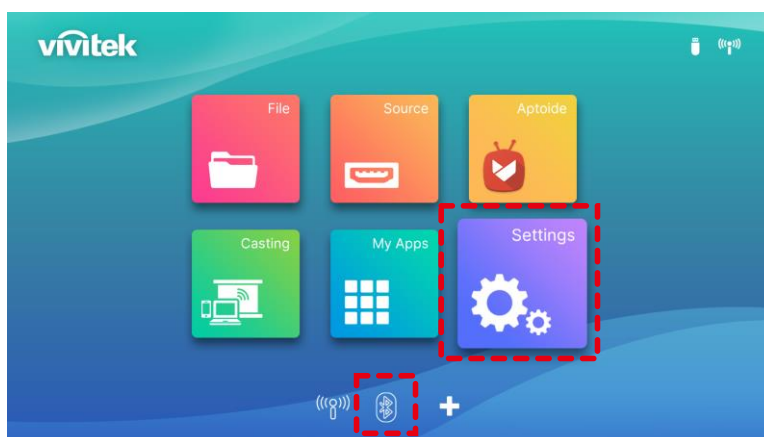 vivitek
File
Source
Aptoide
Casting
My Apps
Settings